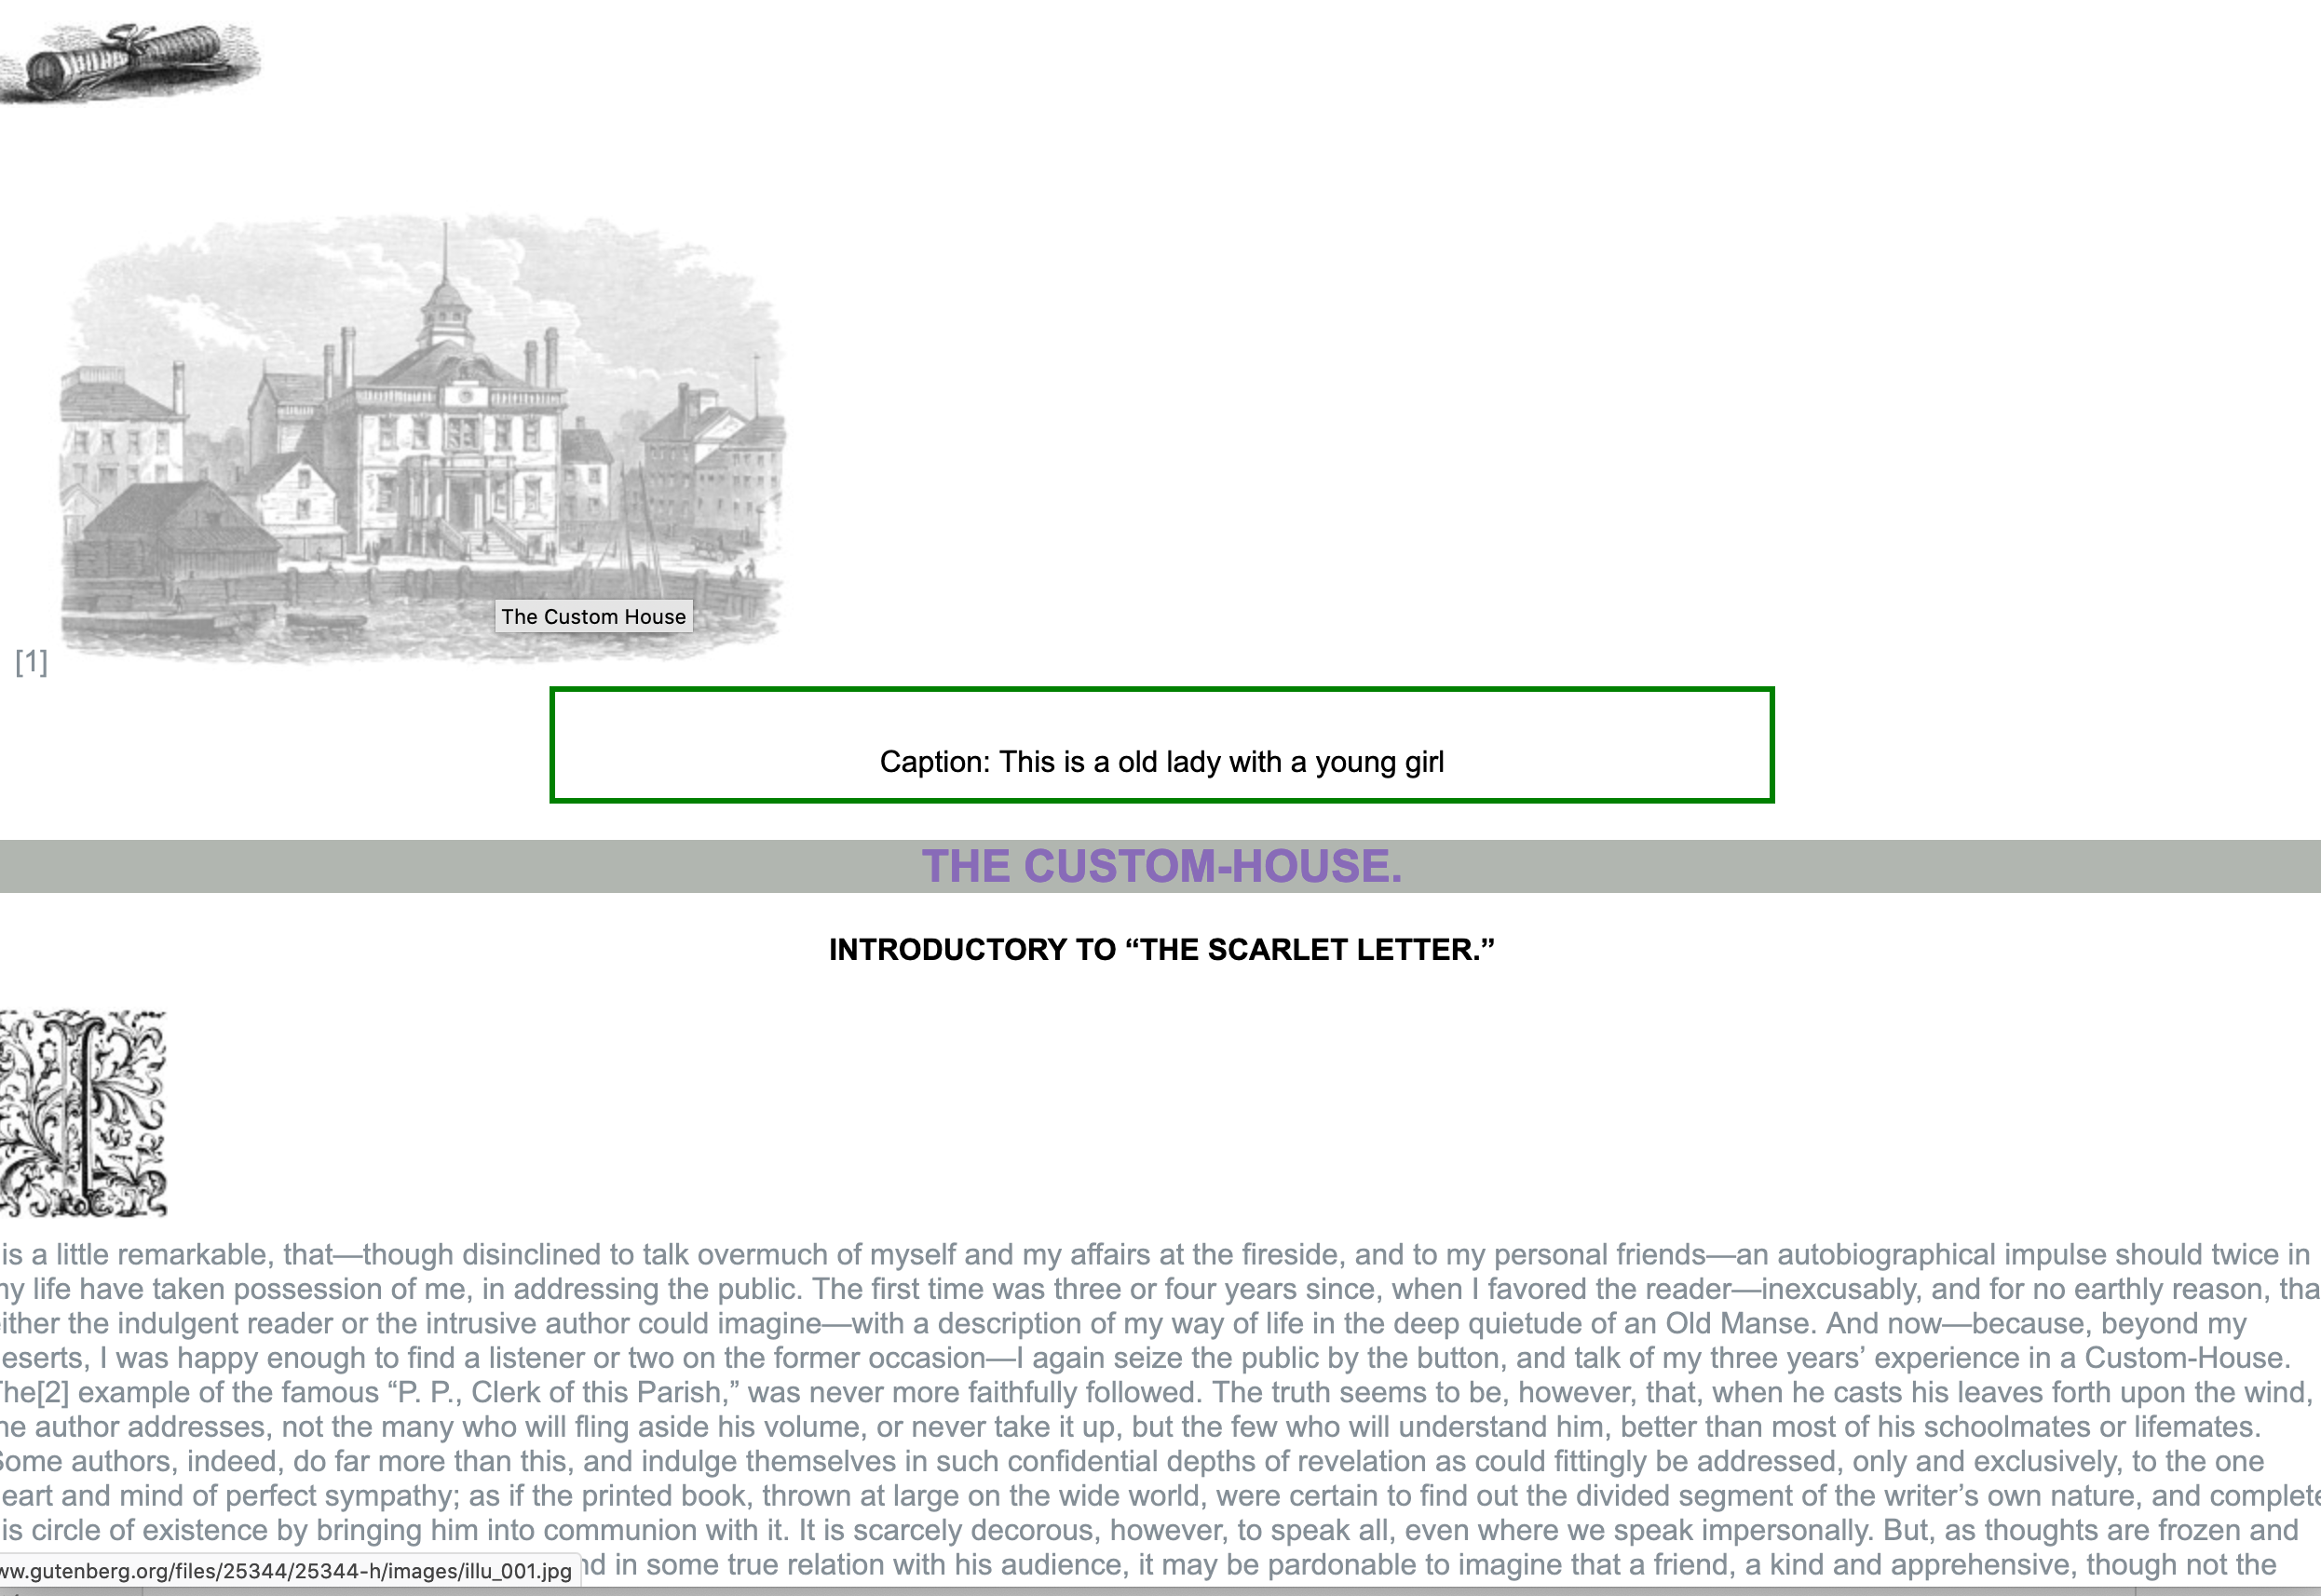 The Custom House
[1]
Caption: This is a old lady with a young girl
THE CUSTOM-HOUSE.
INTRODUCTORY TO “THE SCARLET LETTER.”
I
is a little remarkable, that—though disinclined to talk overmuch of myself and my affairs at the fireside, and to my personal friends—an autobiographical impulse should twice in
my life have taken possession of me, in addressing the public. The first time was three or four years since, when I favored the reader—inexcusably, and for no earthly reason, tha
ither the indulgent reader or the intrusive author could imagine—with a description of my way of life in the deep quietude of an Old Manse. And now—because, beyond my
eserts, I was happy enough to find a listener or two on the former occasion—I again seize the public by the button, and talk of my three years’ experience in a Custom-House.
The[2] example of the famous “P. P., Clerk of this Parish,” was never more faithfully followed. The truth seems to be, however, that, when he casts his leaves forth upon the wind,
he author addresses, not the many who will fling aside his volume, or never take it up, but the few who will understand him, better than most of his schoolmates or lifemates.
Some authors, indeed, do far more than this, and indulge themselves in such confidential depths of revelation as could fittingly be addressed, only and exclusively, to the one
eart and mind of perfect sympathy; as if the printed book, thrown at large on the wide world, were certain to find out the divided segment of the writer’s own nature, and complete
is circle of existence by bringing him into communion with it. It is scarcely decorous, however, to speak all, even where we speak impersonally. But, as thoughts are frozen and
ww.gutenberg.org/files/25344/25344-h/images/illu_001.jpg nd in some true relation with his audience, it may be pardonable to imagine that a friend, a kind and apprehensive, though not the